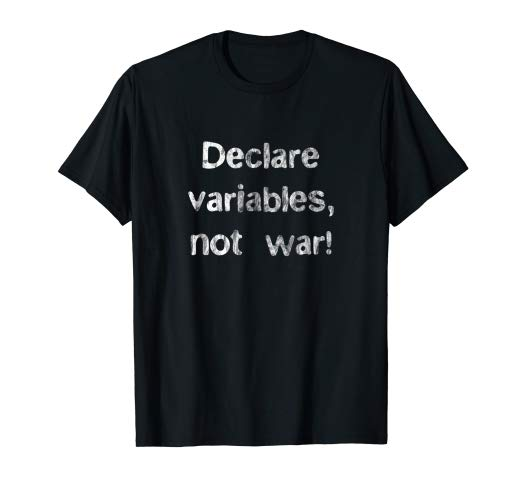 Declare
variables,
not war!